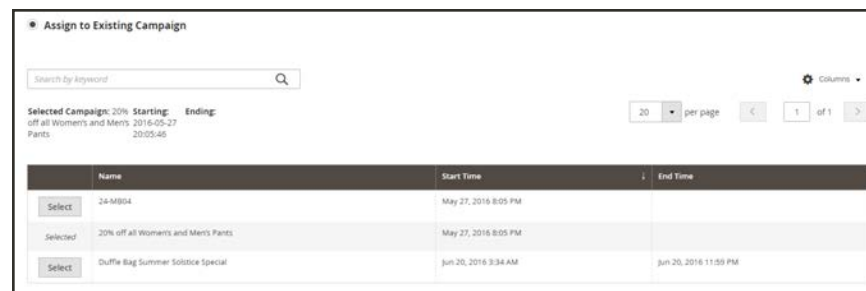 Assign to Existing Campaign
Search by keyword
Columns
Selected Campaign: 20% off all Women's and Men's Pants
Starting: 2016-05-27 20:05:46
Ending:
20 per page
1 of 1
Name Start Time ↓ End Time
Select 24-MB04 May 27, 2016 8:05 PM
Selected 20% off all Women's and Men's Pants May 27, 2016 8:05 PM
Select Duffle Bag Summer Solstice Special Jun 20, 2016 3:34 AM Jun 20, 2016 11:59 PM